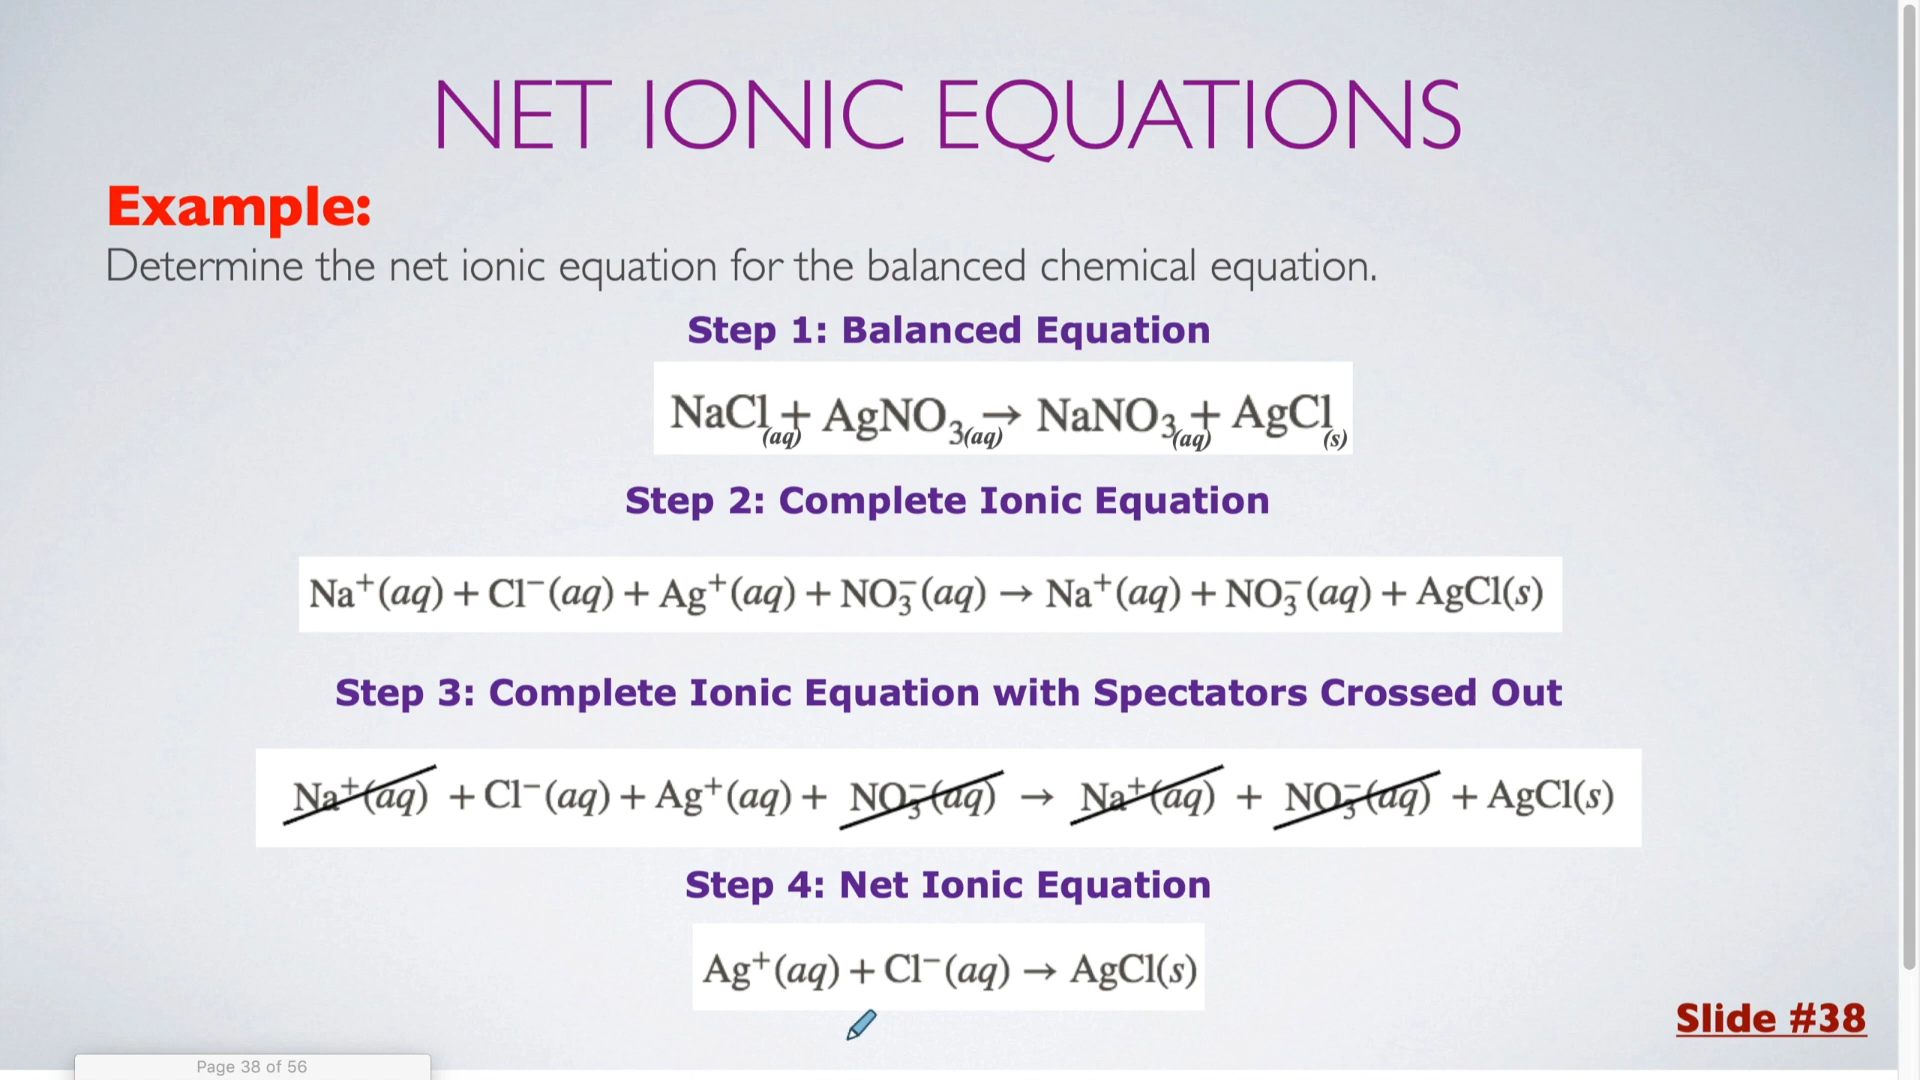 NET IONIC EQUATIONS
Example:
Determine the net ionic equation for the balanced chemical equation.
Step 1: Balanced Equation
NaCl(aq) + AgNO₃(aq) → NaNO₃(aq) + AgCl(s)
Step 2: Complete Ionic Equation
Na⁺(aq) + Cl⁻(aq) + Ag⁺(aq) + NO₃⁻(aq) → Na⁺(aq) + NO₃⁻(aq) + AgCl(s)
Step 3: Complete Ionic Equation with Spectators Crossed Out
Na⁺(aq) + Cl⁻(aq) + Ag⁺(aq) + NO₃⁻(aq) → Na⁺(aq) + NO₃⁻(aq) + AgCl(s)
Step 4: Net Ionic Equation
Ag⁺(aq) + Cl⁻(aq) → AgCl(s)
Slide #38
Page 38 of 56